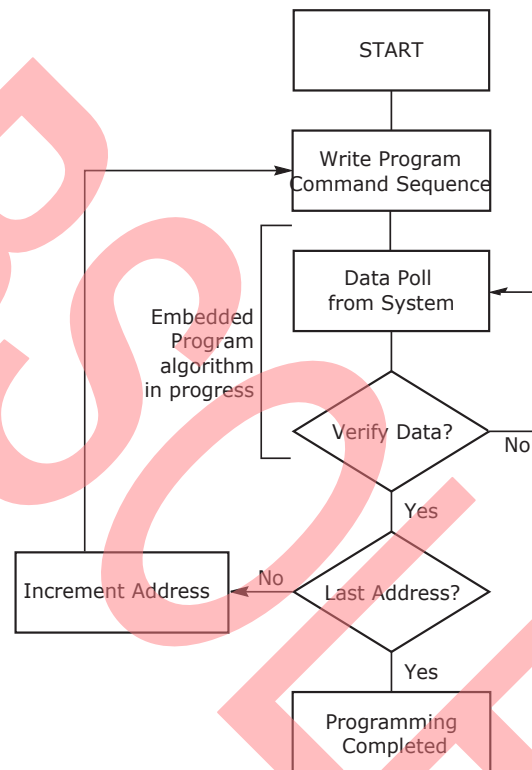 START
Write Program
Command Sequence
Data Poll
from System
Embedded
Program
algorithm
in progress
Verify Data?
No
Yes
Increment Address
No
Last Address?
Yes
Programming
Completed